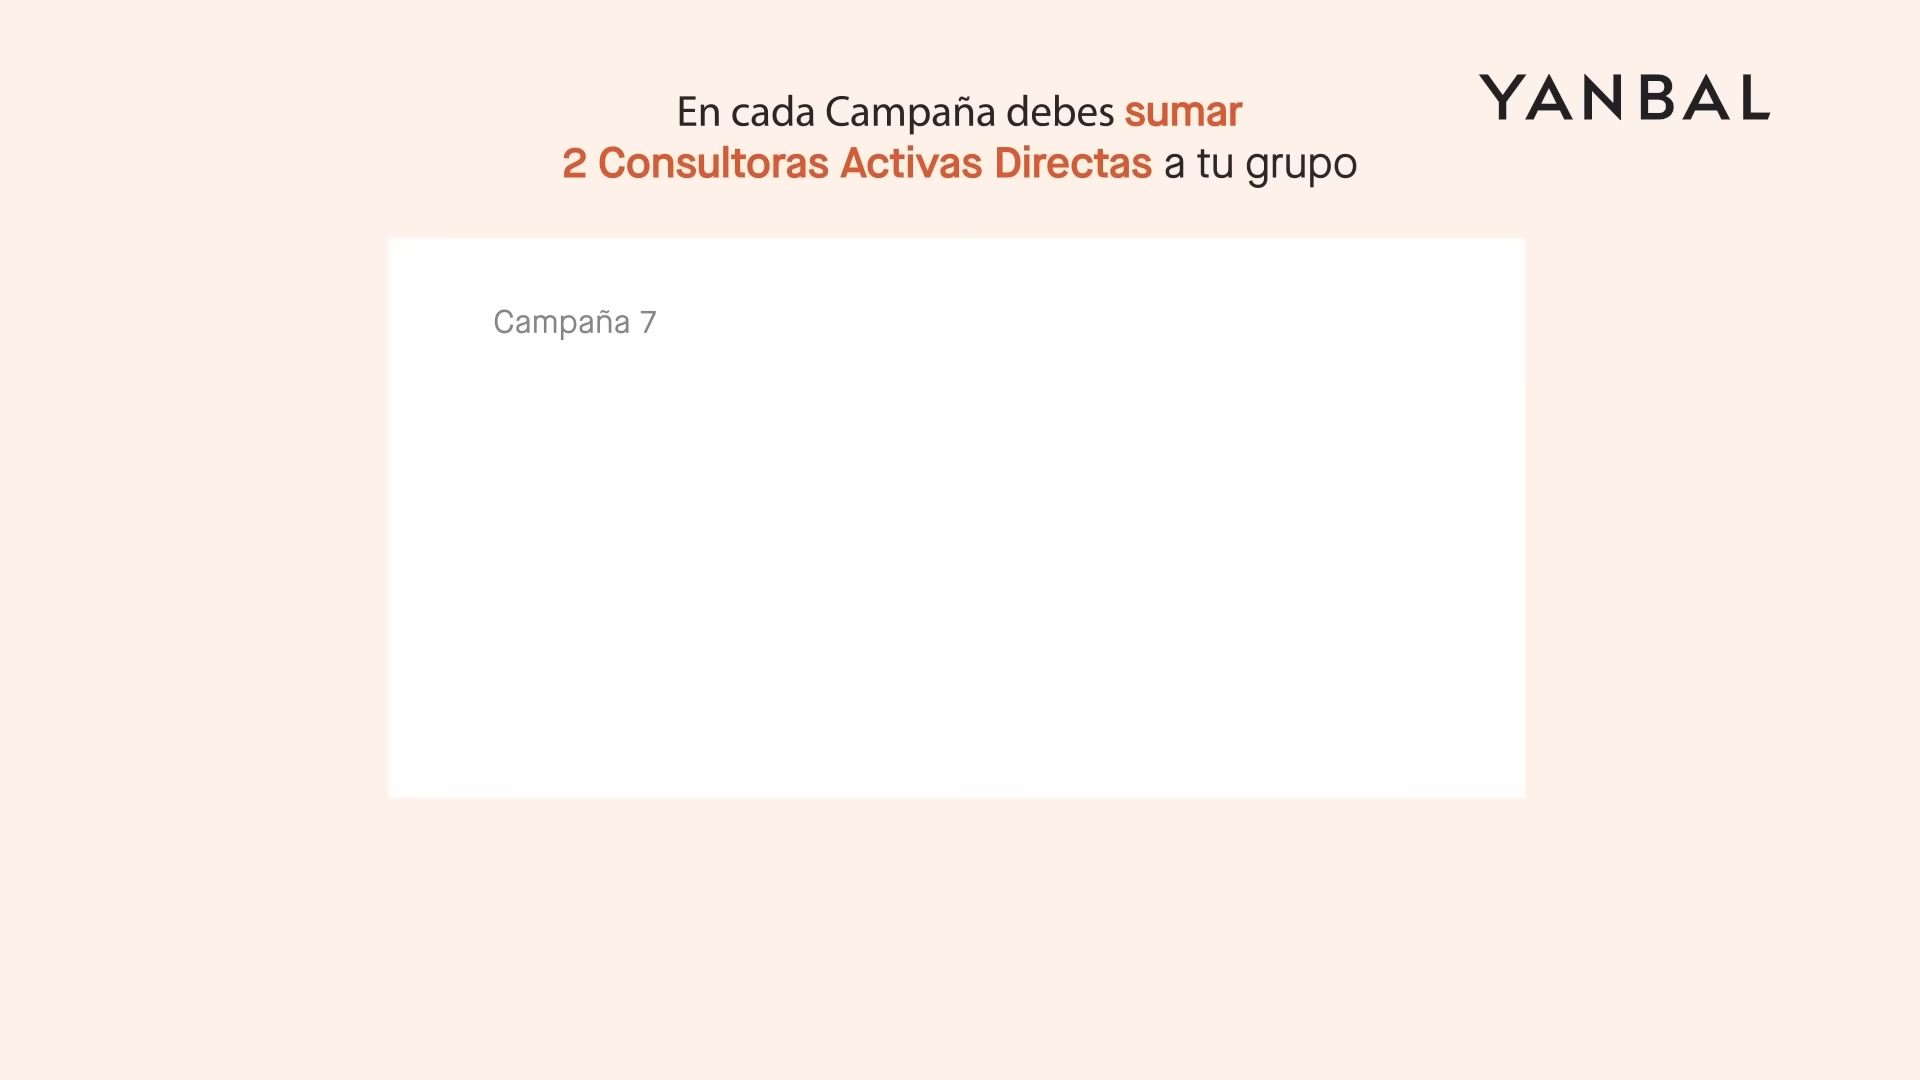 YANBAL
En cada Campaña debes sumar
2 Consultoras Activas Directas a tu grupo
Campaña 7